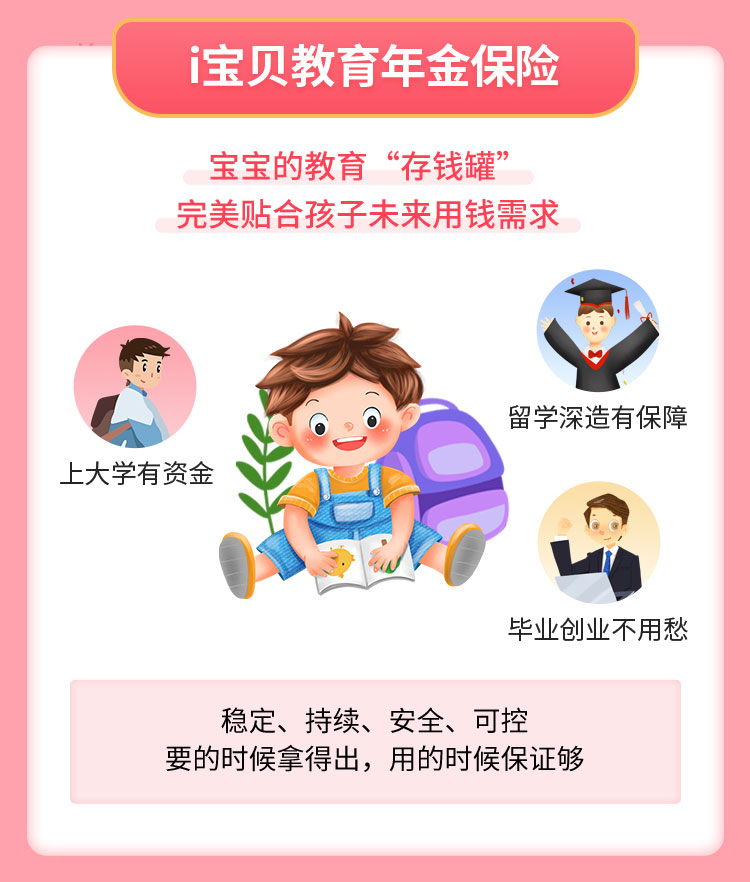 i宝贝教育年金保险
宝宝的教育“存钱罐”
完美贴合孩子未来用钱需求
上大学有资金
留学深造有保障
毕业创业不用愁
稳定、持续、安全、可控
要的时候拿得出，用的时候保证够